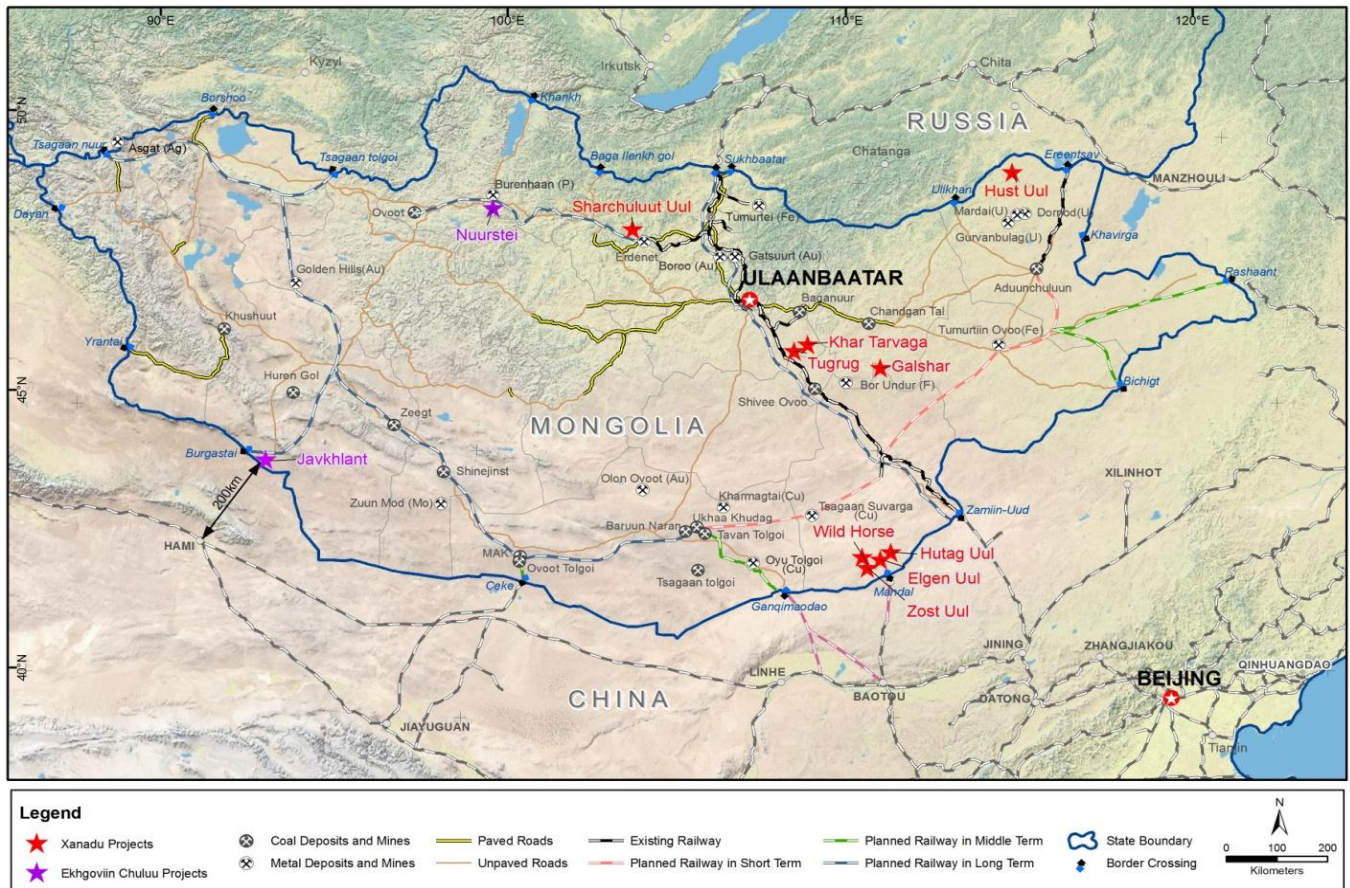 90°E
100°E
110°E
120°E
Kyzyl
Irkutsk
Chita
50°N
Borshoo
Khankh
RUSSIA
Tsagaan nuur
Asgat (Ag)
Tsagaan tolgoi
Baga Ilenkh gol
Sukhbaatar
Chatanga
Ereentsav
MANZHOULI
Hust Uul
Burenhaan (P)
Ulikhan
Dayan
Ovoot
Nuurstei
Sharchuluut Uul
Tumurtei (Fe)
Mardai(U)
Dornod(U)
Gurvanbulag(U)
Khavirga
Erdenet
Boroo (Au)
Gatsuurt (Au)
Golden Hills(Au)
ULAANBAATAR
Aduunchuluun
Rashaant
Khushuut
Baganuur
Chandgan Tal
Yrantai
Khar Tarvaga
Tumurtiin Ovoo(Fe)
Tugrug
Galshar
Bor Undur (F)
45°N
Huren Gol
Shivee Ovoo
Bichigt
Zeegt
MONGOLIA
Burgastai
Javkhlant
Shinejinst
XILINHOT
200km
Zuun Mod (Mo)
Olon Ovoot (Au)
Kharmagtai(Cu)
Tsagaan Suvarga
(Cu)
Zamiin-Uud
Ukhaa Khudag
Baruun Naran
Tavan Tolgoi
HAMI
MAK
Wild Horse
Hutag Uul
Ovoot Tolgoi
Oyu Tolgoi
(Cu)
Elgen Uul
Tsagaan tolgoi
Ceke
Ganqimaodao
Mandal
Zost Uul
JINING
ZHANGJIAKOU
40°N
LINHE
BAOTOU
DATONG
BEIJING
QINHUANGDAO
CHINA
JIAYUGUAN
Tianjin
Legend
Xanadu Projects
Ekhgoviin Chuluu Projects
Coal Deposits and Mines
Metal Deposits and Mines
Paved Roads
Unpaved Roads
Existing Railway
Planned Railway in Short Term
Planned Railway in Middle Term
Planned Railway in Long Term
State Boundary
Border Crossing
N
0 100 200
Kilometers